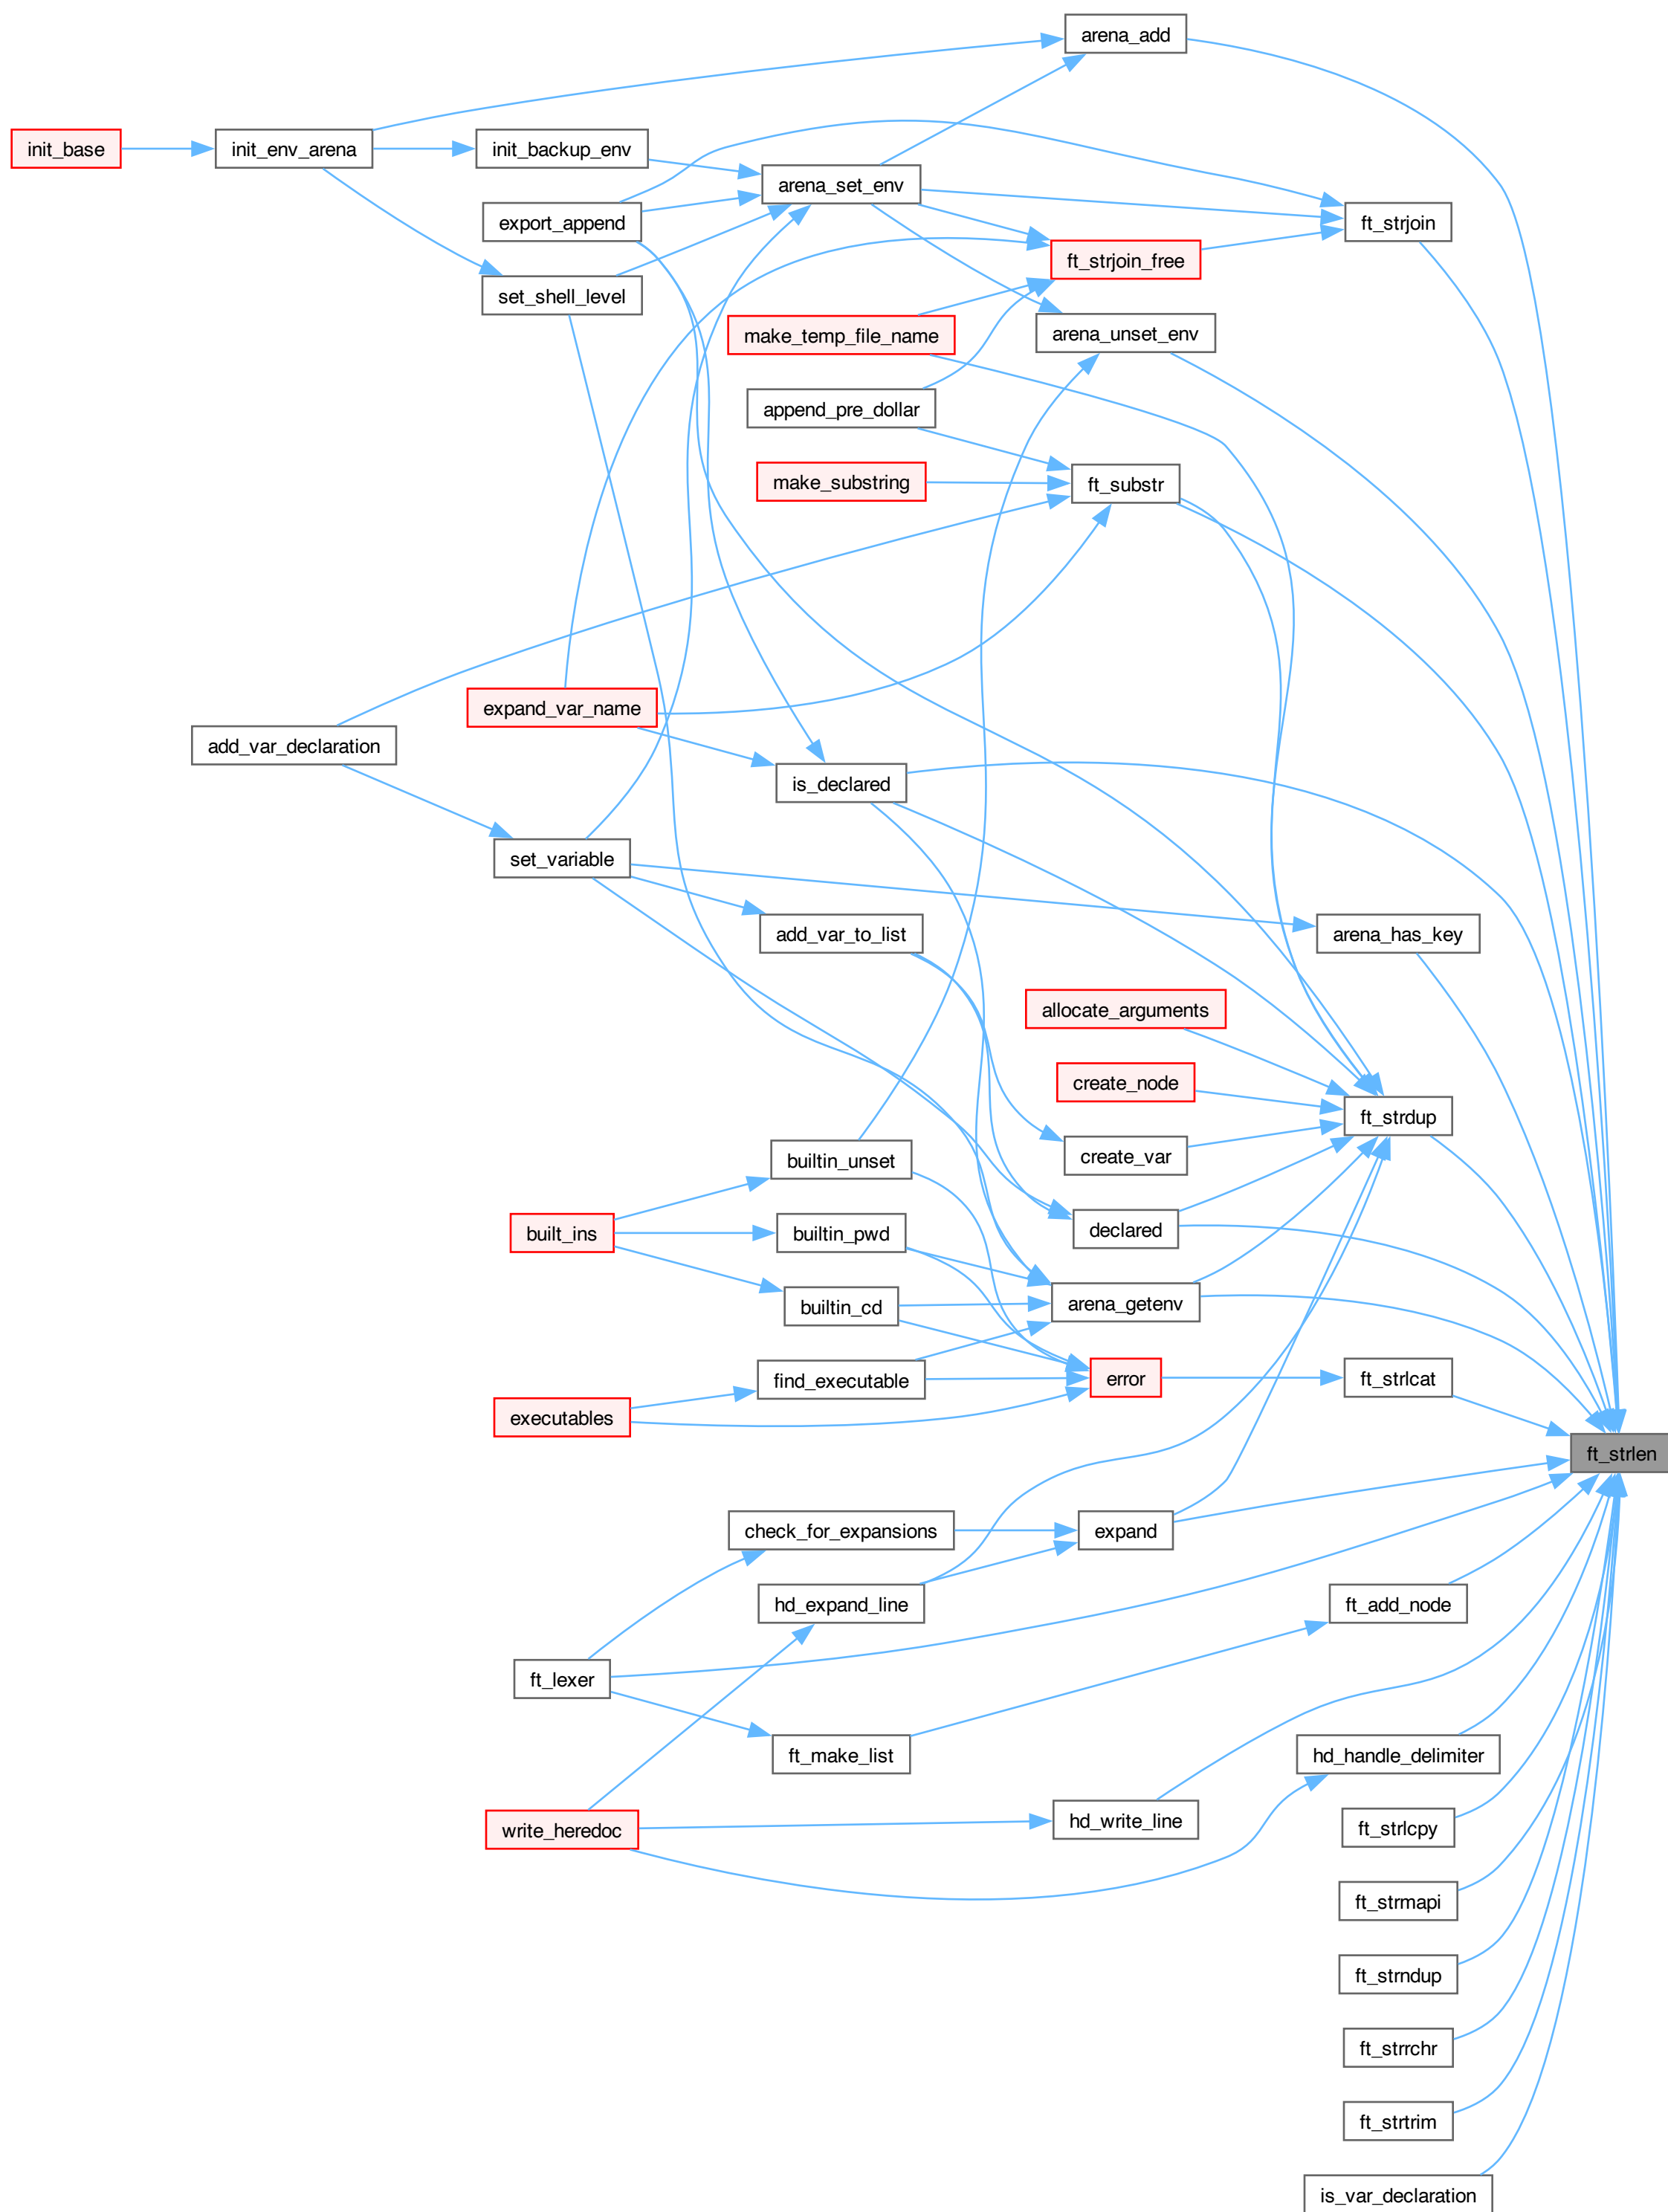 arena_add
init_base
init_env_arena
init_backup_env
arena_set_env
export_append
ft_strjoin
ft_strjoin_free
set_shell_level
make_temp_file_name
arena_unset_env
append_pre_dollar
make_substring
ft_substr
expand_var_name
add_var_declaration
is_declared
set_variable
add_var_to_list
arena_has_key
allocate_arguments
create_node
ft_strdup
create_var
builtin_unset
declared
built_ins
builtin_pwd
arena_getenv
builtin_cd
find_executable
error
ft_strlcat
executables
ft_strlen
check_for_expansions
expand
hd_expand_line
ft_add_node
ft_lexer
ft_make_list
hd_handle_delimiter
write_heredoc
hd_write_line
ft_strlcpy
ft_strmapi
ft_strndup
ft_strrchr
ft_strtrim
is_var_declaration